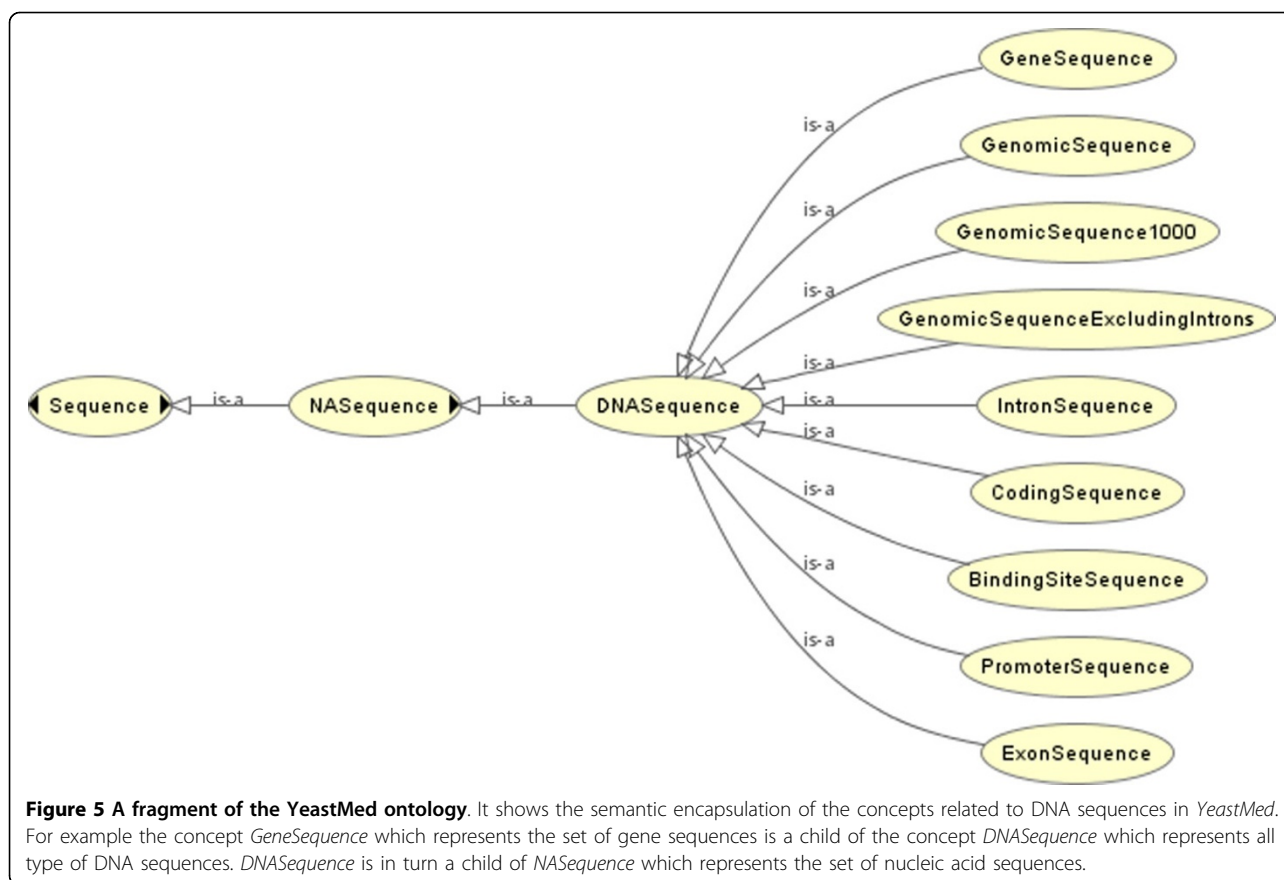 GeneSequence
is-a
GenomicSequence
is-a
GenomicSequence1000
is-a
GenomicSequenceExcludingIntrons
is-a
Sequence
is-a
NASequence
is-a
DNASequence
is-a
IntronSequence
is-a
CodingSequence
is-a
BindingSiteSequence
is-a
PromoterSequence
is-a
ExonSequence
Figure 5 A fragment of the YeastMed ontology. It shows the semantic encapsulation of the concepts related to DNA sequences in YeastMed.
For example the concept GeneSequence which represents the set of gene sequences is a child of the concept DNASequence which represents all
type of DNA sequences. DNASequence is in turn a child of NASequence which represents the set of nucleic acid sequences.